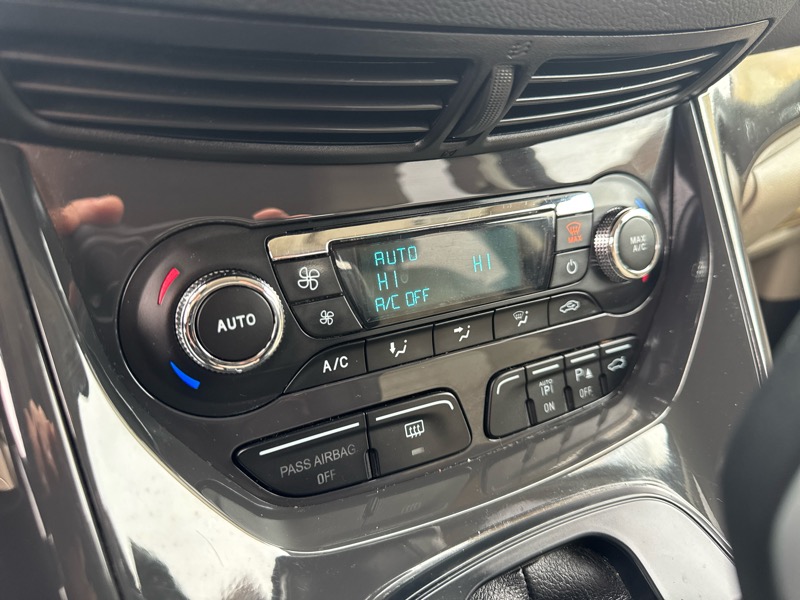 AUTO
HI HI
A/C OFF
MAX
MAX
A/C
AUTO
A/C
AUTO
P
ON
P
OFF
PASS AIRBAG
OFF